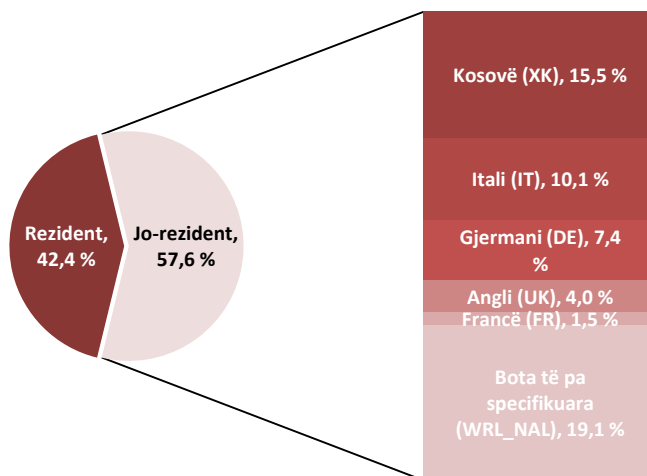 Rezident,
42,4 %
Jo-rezident,
57,6 %
Kosovë (XK), 15,5 %
Itali (IT), 10,1 %
Gjermani (DE), 7,4
%
Angli (UK), 4,0 %
Francë (FR), 1,5 %
Bota të pa
specifikuara
(WRL_NAL), 19,1 %